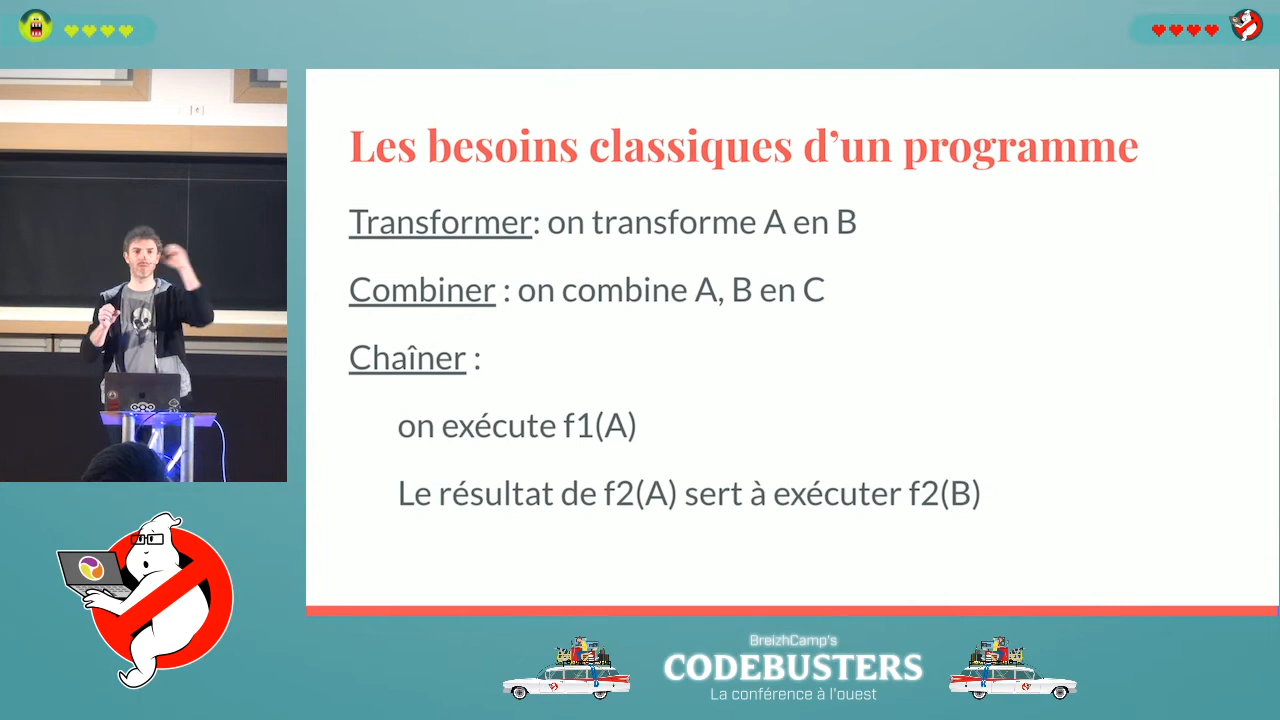 Les besoins classiques d'un programme
Transformer: on transforme A en B
Combiner : on combine A, B en C
Chaîner :
on exécute f1(A)
Le résultat de f2(A) sert à exécuter f2(B)
BreizhCamp's
CODEBUSTERS
La conférence à l'ouest